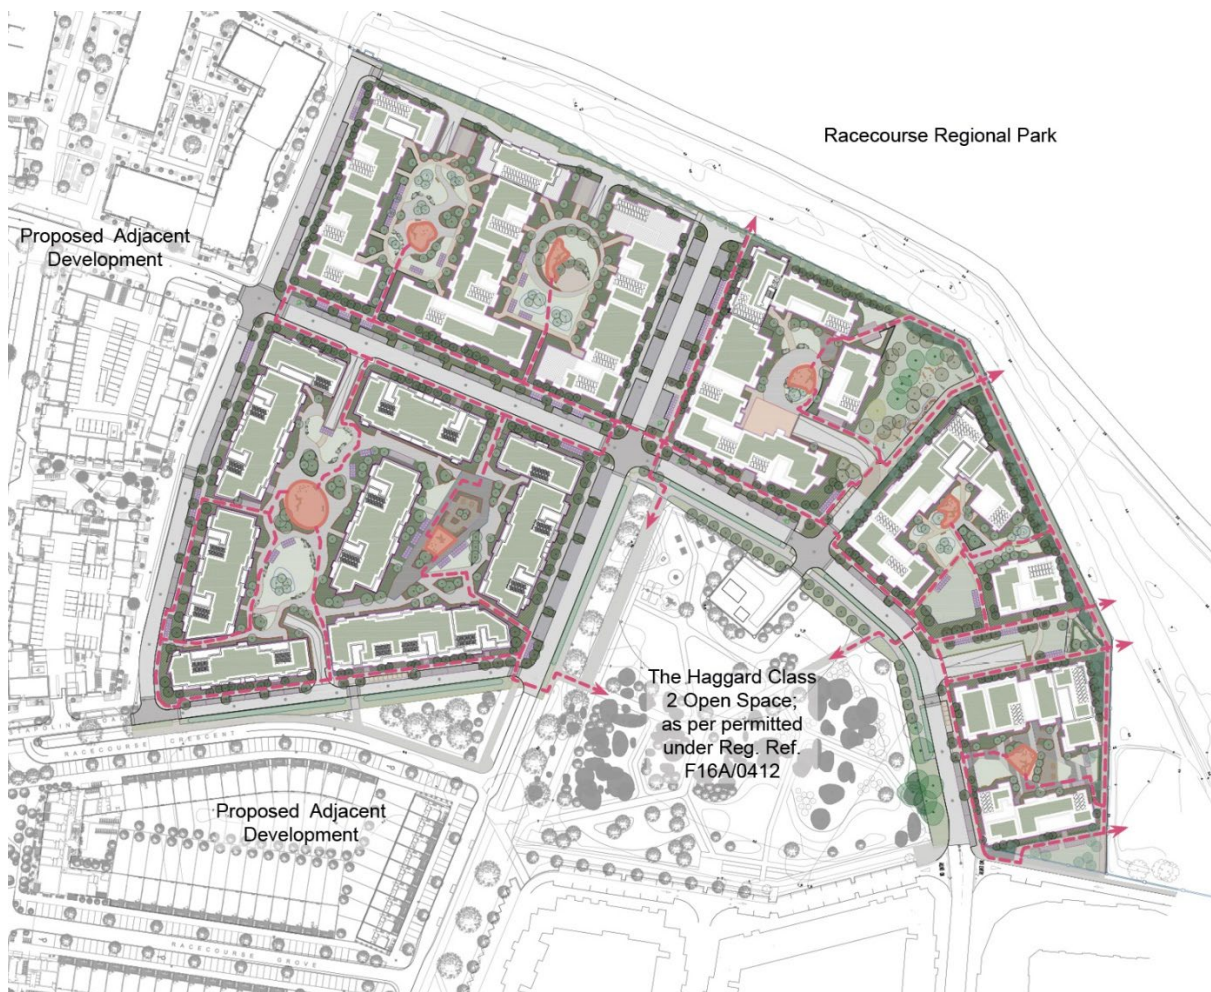 Racecourse Regional Park
Proposed Adjacent
Development
The Haggard Class
2 Open Space;
as per permitted
under Reg. Ref.
F16A/0412
RACECOURSE CRESCENT
Proposed Adjacent
Development
RACECOURSE GROVE